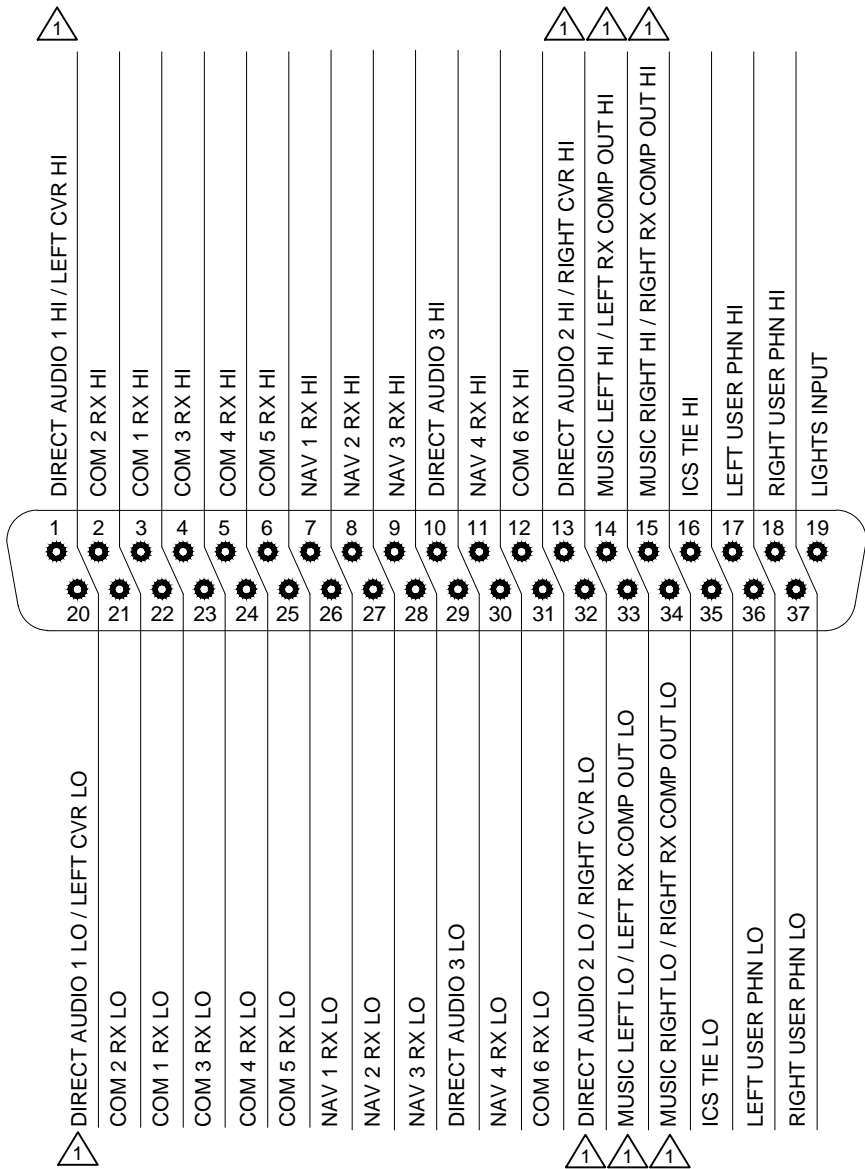 1 1 1 1
DIRECT AUDIO 1 HI / LEFT CVR HI
COM 2 RX HI
COM 1 RX HI
COM 3 RX HI
COM 4 RX HI
COM 5 RX HI
NAV 1 RX HI
NAV 2 RX HI
NAV 3 RX HI
DIRECT AUDIO 3 HI
NAV 4 RX HI
COM 6 RX HI
DIRECT AUDIO 2 HI / RIGHT CVR HI
MUSIC LEFT HI / LEFT RX COMP OUT HI
MUSIC RIGHT HI / RIGHT RX COMP OUT HI
ICS TIE HI
LEFT USER PHN HI
RIGHT USER PHN HI
LIGHTS INPUT
1 2 3 4 5 6 7 8 9 10 11 12 13 14 15 16 17 18 19
20 21 22 23 24 25 26 27 28 29 30 31 32 33 34 35 36 37
DIRECT AUDIO 1 LO / LEFT CVR LO
COM 2 RX LO
COM 1 RX LO
COM 3 RX LO
COM 4 RX LO
COM 5 RX LO
NAV 1 RX LO
NAV 2 RX LO
NAV 3 RX LO
DIRECT AUDIO 3 LO
NAV 4 RX LO
COM 6 RX LO
DIRECT AUDIO 2 LO / RIGHT CVR LO
MUSIC LEFT LO / LEFT RX COMP OUT LO
MUSIC RIGHT LO / RIGHT RX COMP OUT LO
ICS TIE LO
LEFT USER PHN LO
RIGHT USER PHN LO
1 1 1 1